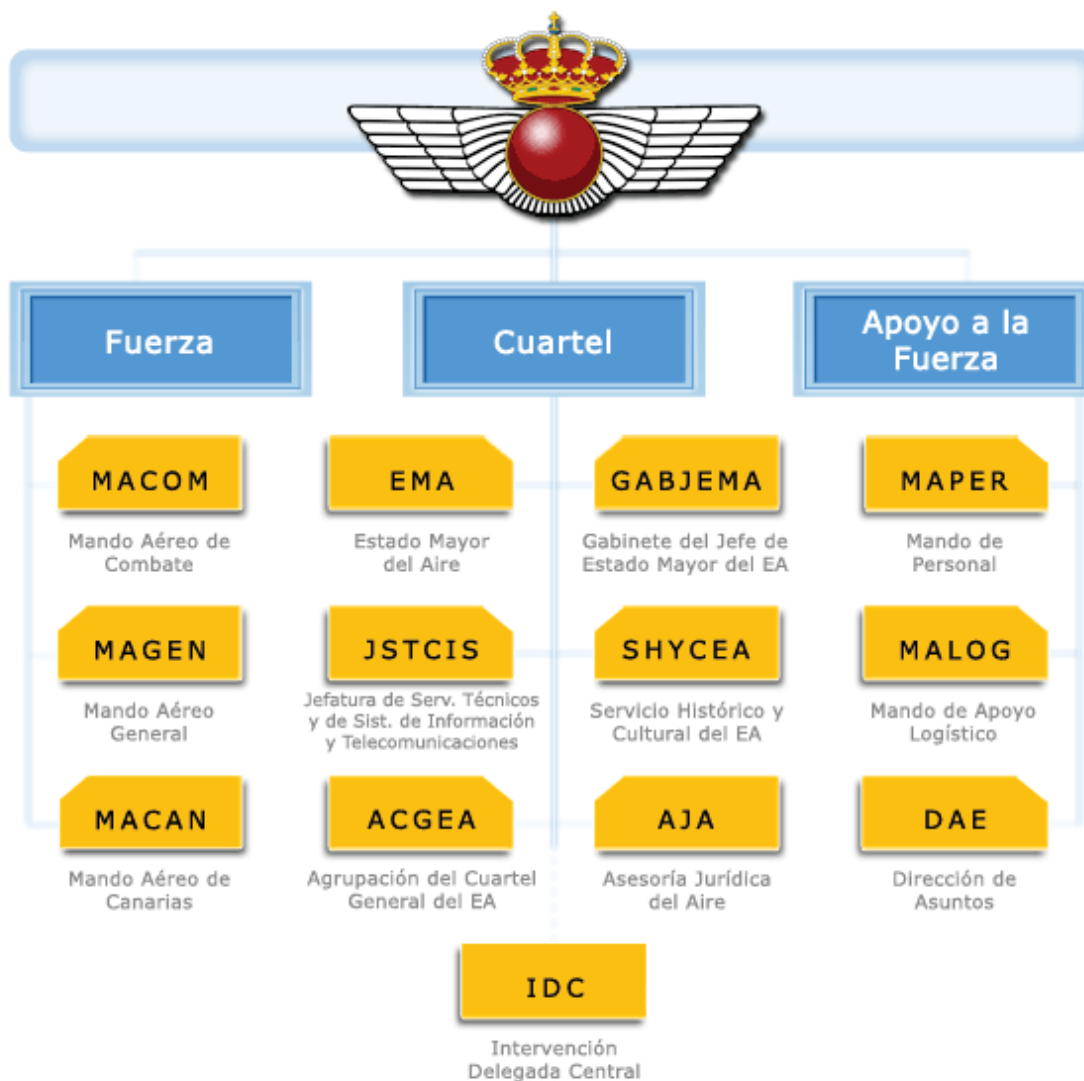 Fuerza
Cuartel
Apoyo a la
Fuerza
MACOM
Mando Aéreo de
Combate
EMA
Estado Mayor
del Aire
GABJEMA
Gabinete del Jefe de
Estado Mayor del EA
MAPER
Mando de
Personal
MAGEN
Mando Aéreo
General
JSTCIS
Jefatura de Serv. Técnicos
y de Sist. de Información
y Telecomunicaciones
SHYCEA
Servicio Histórico y
Cultural del EA
MALOG
Mando de Apoyo
Logístico
MACAN
Mando Aéreo de
Canarias
ACGEA
Agrupación del Cuartel
General del EA
AJA
Asesoría Jurídica
del Aire
DAE
Dirección de
Asuntos
IDC
Intervención
Delegada Central